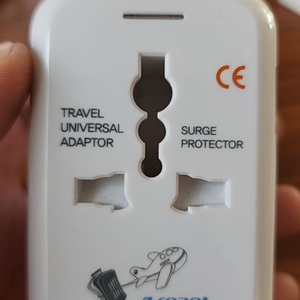 CE
TRAVEL
UNIVERSAL
ADAPTOR
SURGE
PROTECTOR